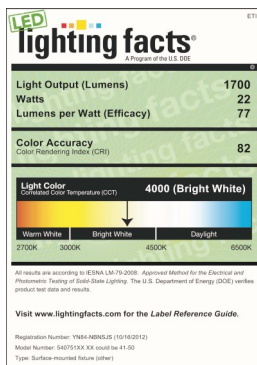 ETI
LED
lighting facts®
A Program of the U.S. DOE
Light Output (Lumens) 1700
Watts 22
Lumens per Watt (Efficacy) 77
Color Accuracy
Color Rendering Index (CRI) 82
Light Color
Correlated Color Temperature (CCT) 4000 (Bright White)
Warm White Bright White Daylight
2700K 3000K 4500K 6500K
All results are according to IESNA LM-79-2008: Approved Method for the Electrical and
Photometric Testing of Solid-State Lighting. The U.S. Department of Energy (DOE) verifies
product test data and results.
Visit www.lightingfacts.com for the Label Reference Guide.
Registration Number: YN84-NBNSJS (10/16/2012)
Model Number: 540751XX XX could be 41-50
Type: Surface-mounted fixture (other)